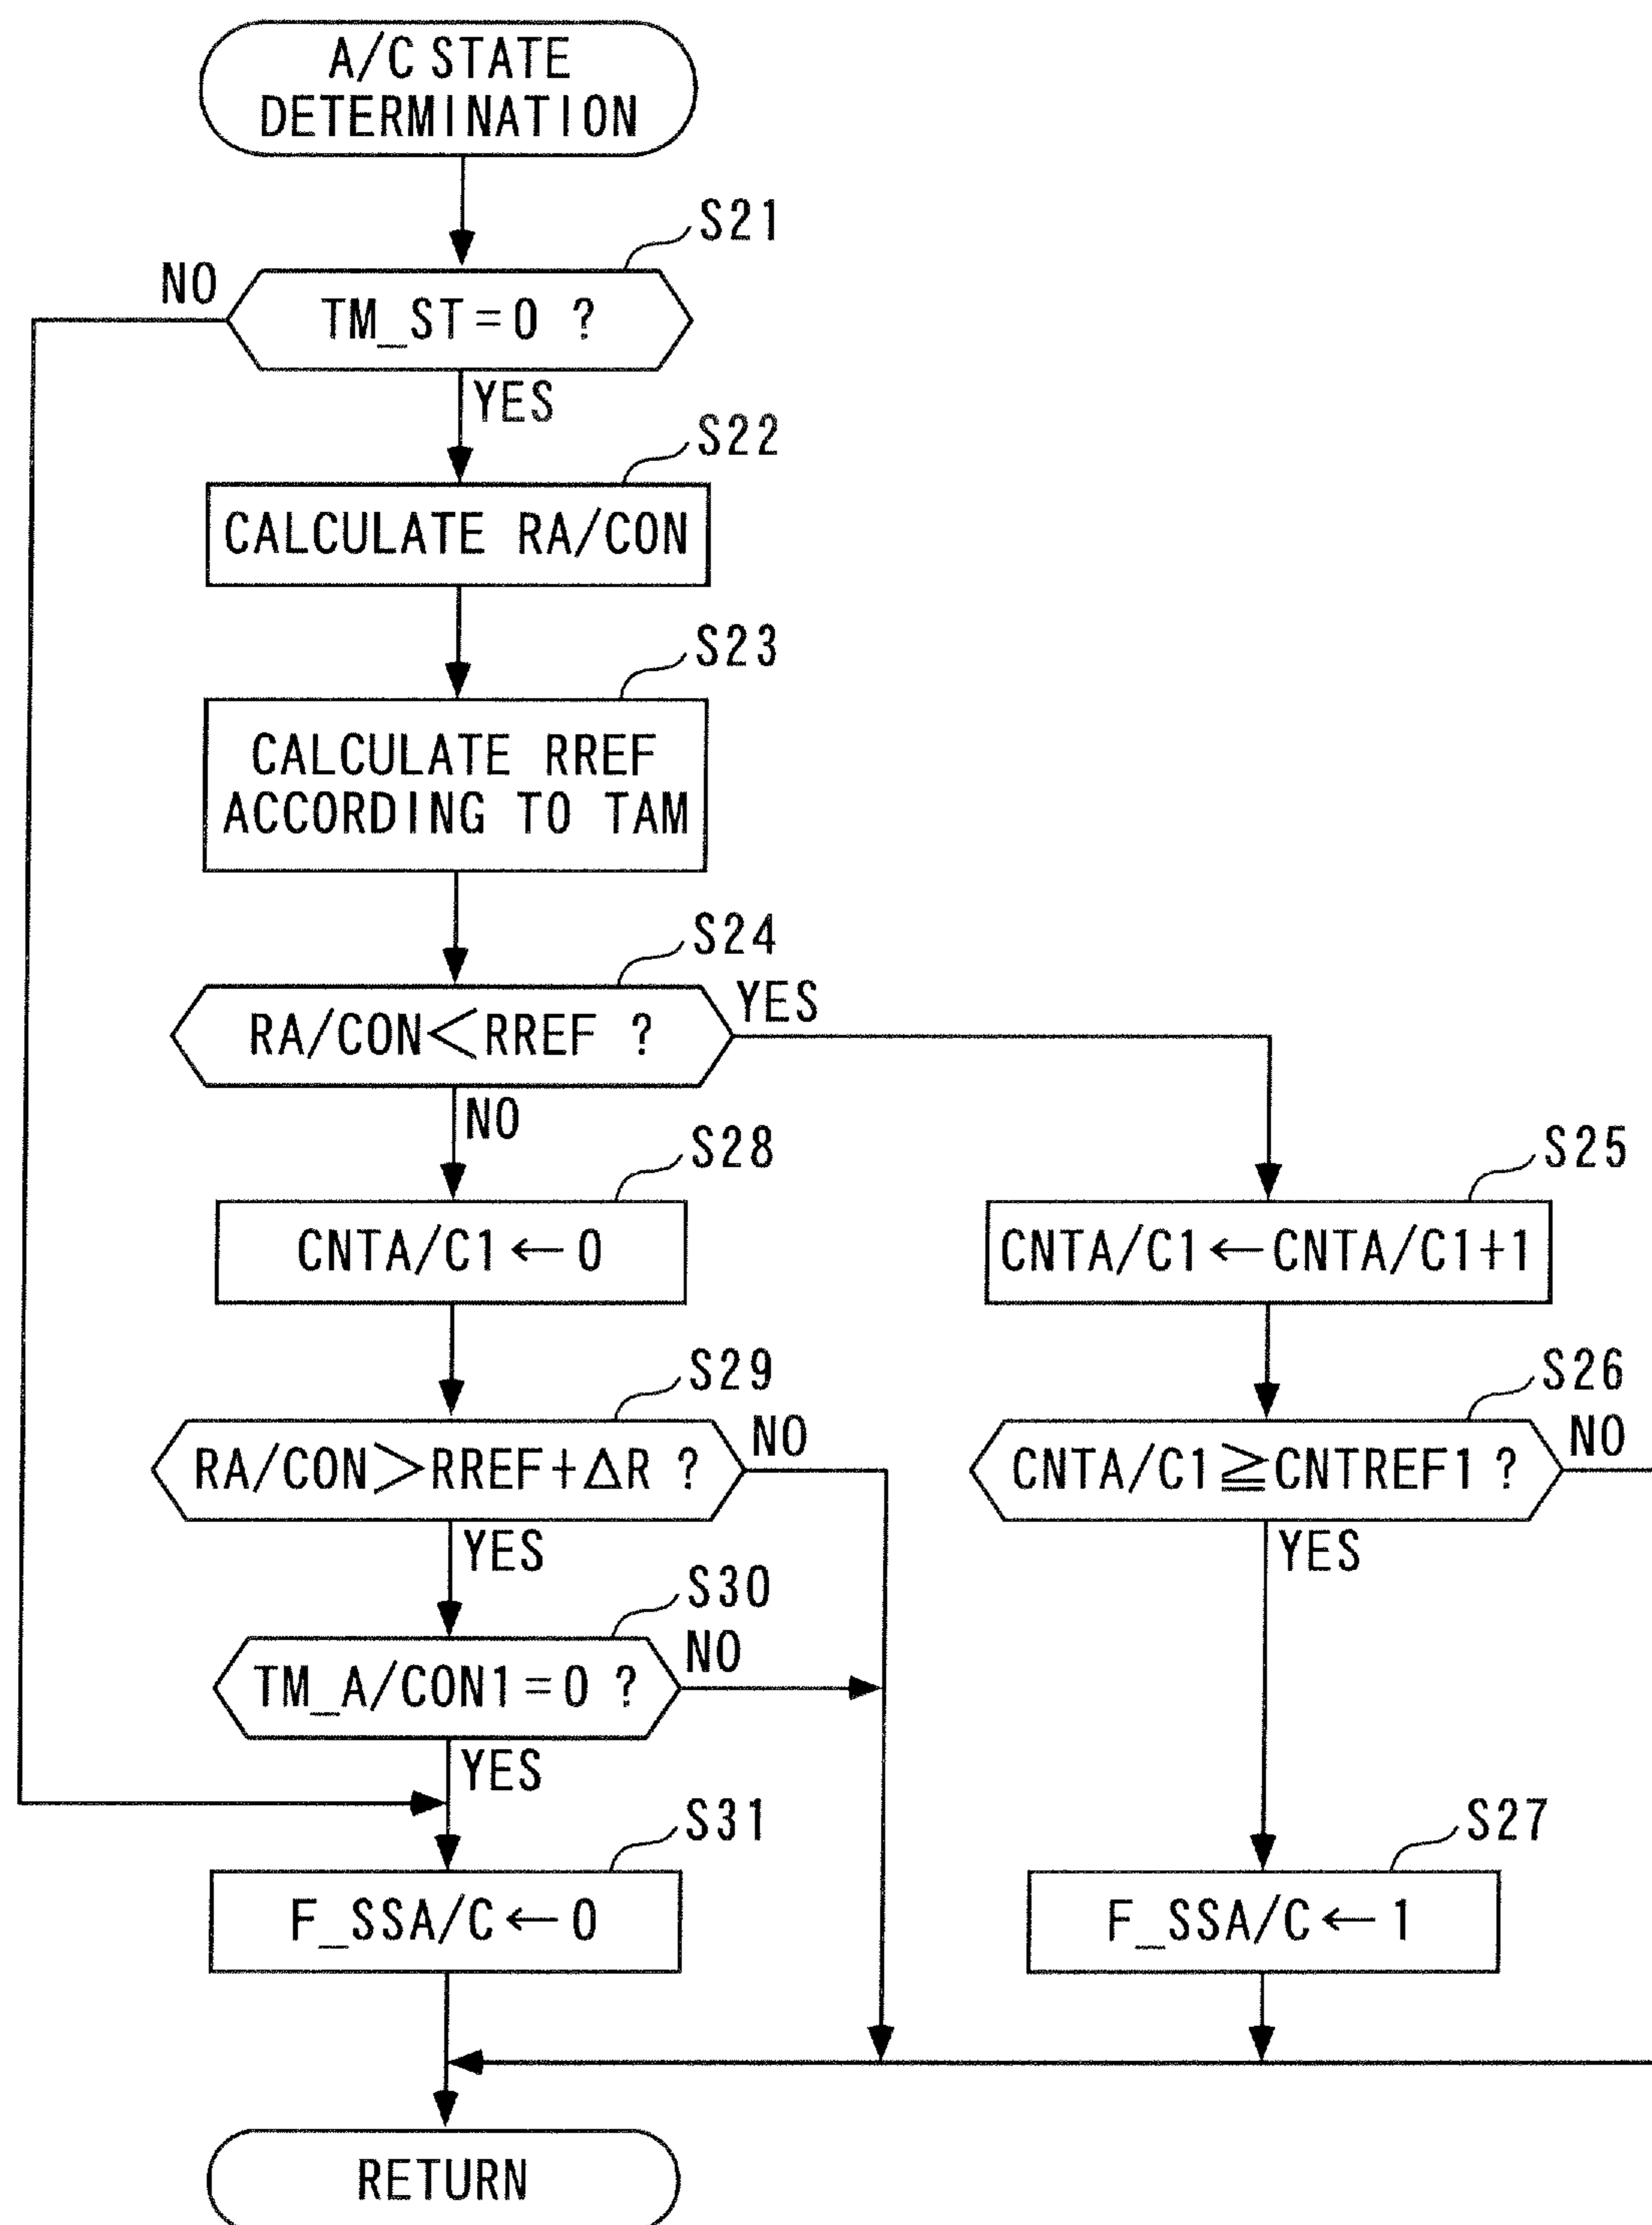 A/C STATE
DETERMINATION
S21
NO
TM_ST=0 ?
YES
S22
CALCULATE RA/CON
S23
CALCULATE RREF
ACCORDING TO TAM
S24
RA/CON<RREF ?
YES
NO
S28
S25
CNTA/C1←0
CNTA/C1←CNTA/C1+1
S29
S26
RA/CON>RREF+ΔR ?
NO
CNTA/C1≧CNTREF1 ?
NO
YES
YES
S30
TM_A/CON1=0 ?
NO
YES
S31
S27
F_SSA/C←0
F_SSA/C←1
RETURN